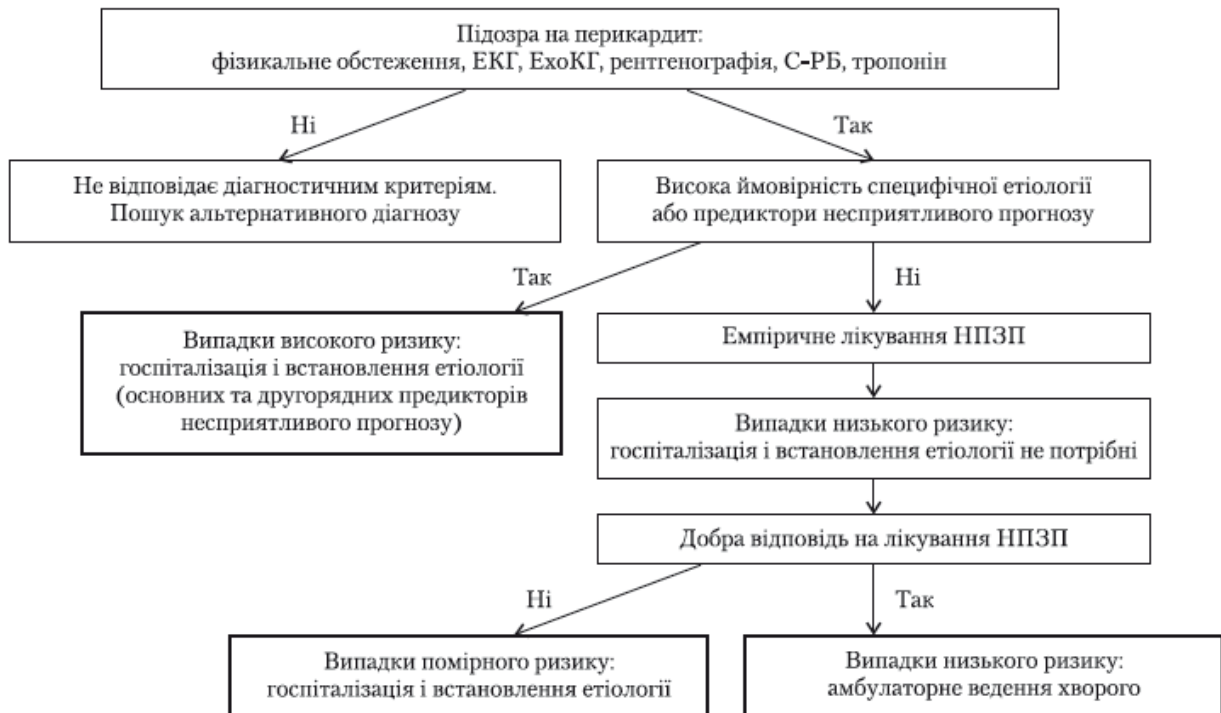 Підозра на перикардит:
фізикальне обстеження, ЕКГ, ЕхоКГ, рентгенографія, С-РБ, тропонін
Ні
Так
Не відповідає діагностичним критеріям.
Пошук альтернативного діагнозу
Висока ймовірність специфічної етіології
або предиктори несприятливого прогнозу
Так
Ні
Випадки високого ризику:
госпіталізація і встановлення етіології
(основних та другорядних предикторів
несприятливого прогнозу)
Емпіричне лікування НПЗП
Випадки низького ризику:
госпіталізація і встановлення етіології не потрібні
Добра відповідь на лікування НПЗП
Ні
Так
Випадки помірного ризику:
госпіталізація і встановлення етіології
Випадки низького ризику:
амбулаторне ведення хворого